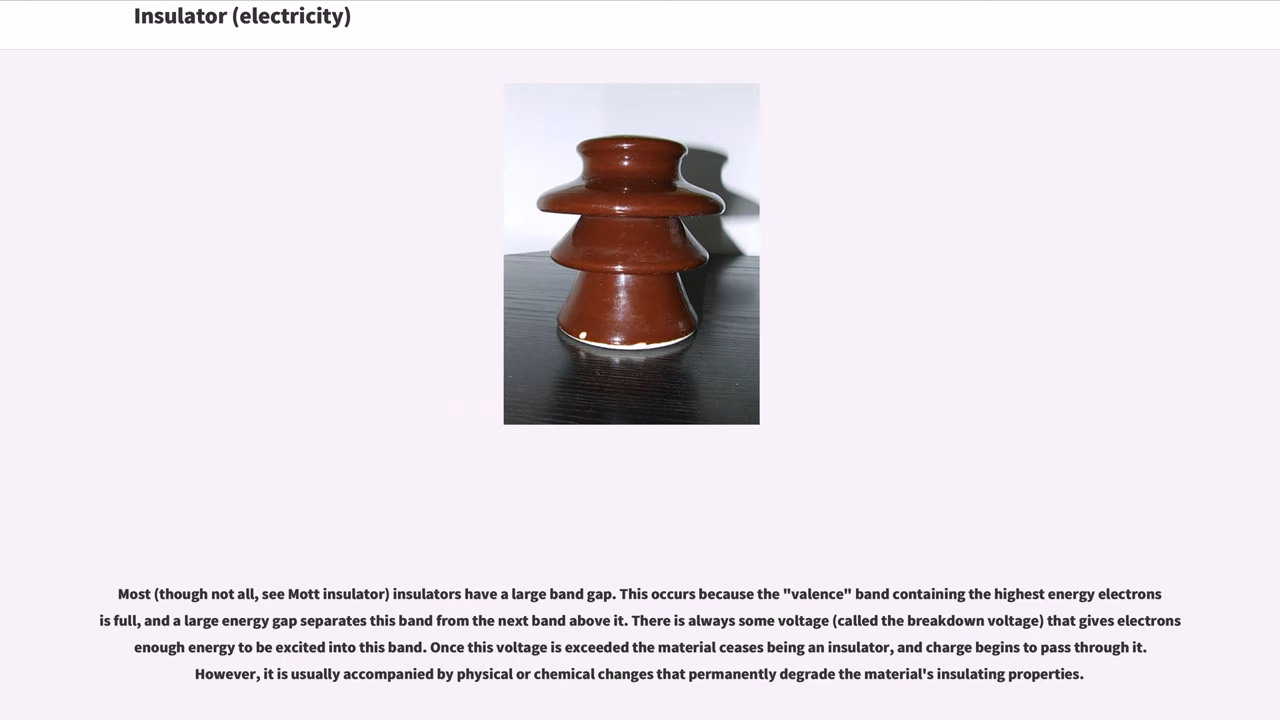 Insulator (electricity)
Most (though not all, see Mott insulator) insulators have a large band gap. This occurs because the "valence" band containing the highest energy electrons
is full, and a large energy gap separates this band from the next band above it. There is always some voltage (called the breakdown voltage) that gives electrons
enough energy to be excited into this band. Once this voltage is exceeded the material ceases being an insulator, and charge begins to pass through it.
However, it is usually accompanied by physical or chemical changes that permanently degrade the material's insulating properties.